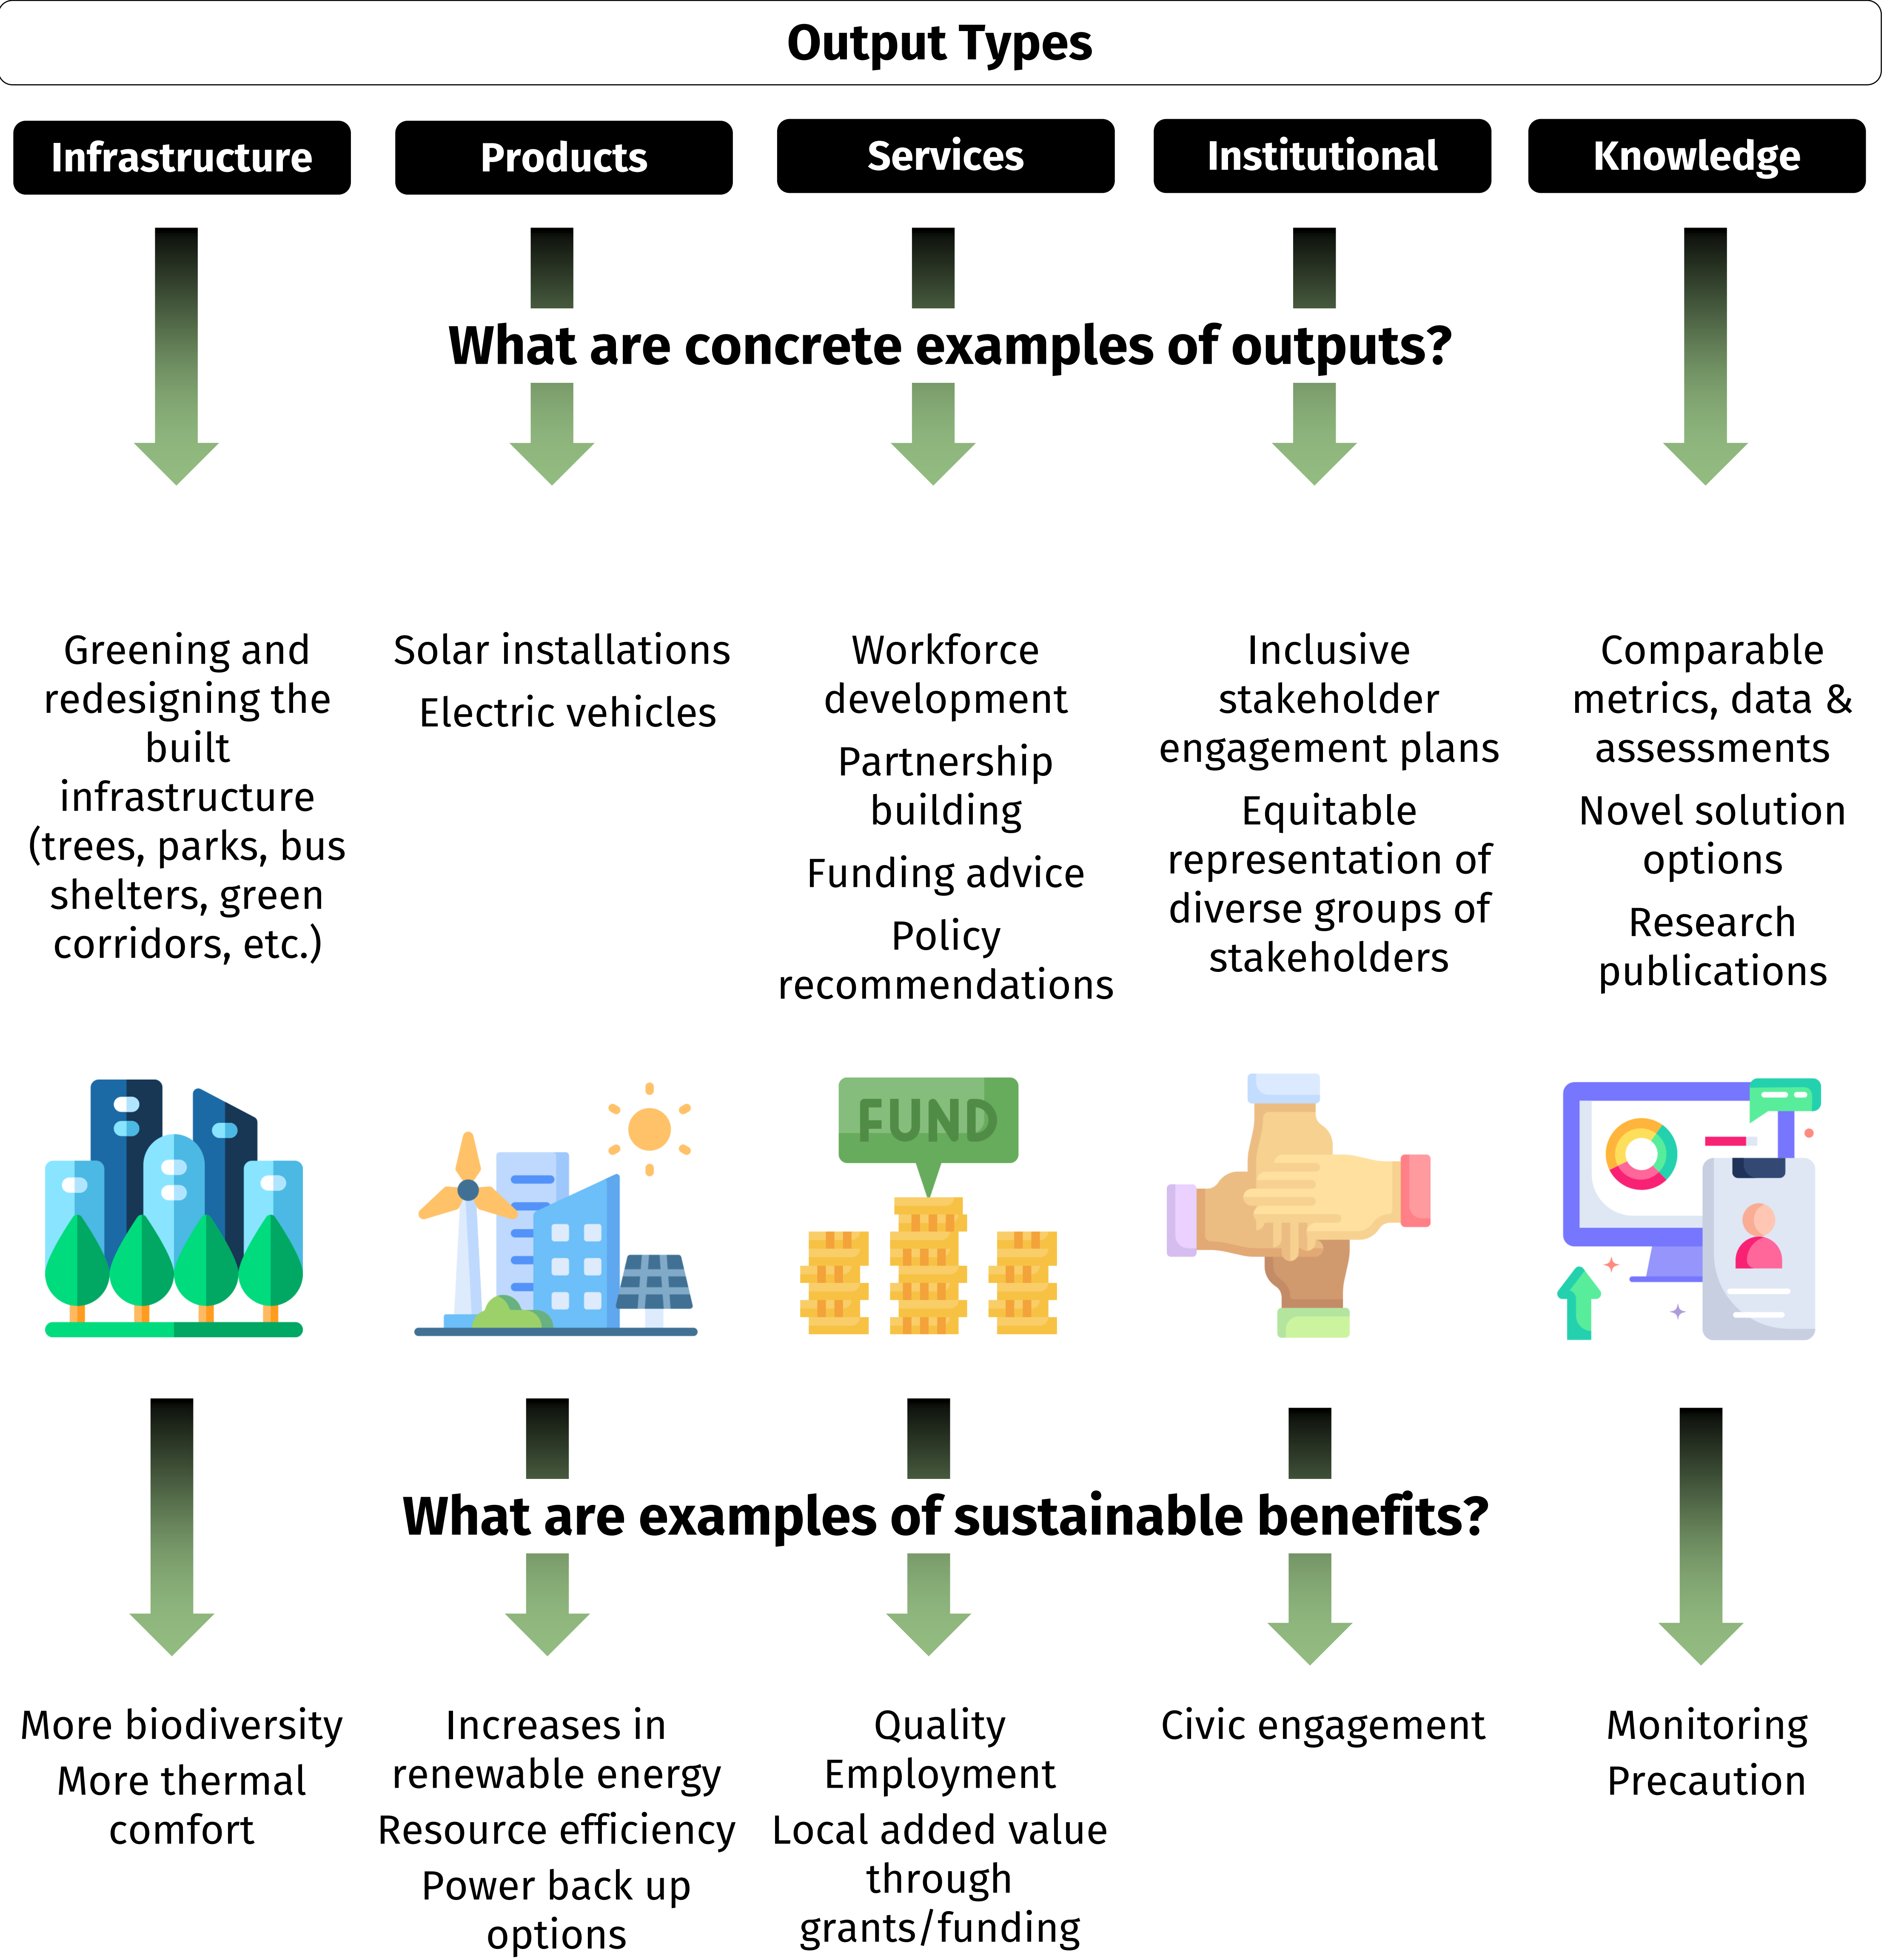 Output Types
Infrastructure
Products
Services
Institutional
Knowledge
What are concrete examples of outputs?
Greening and
redesigning the
built
infrastructure
(trees, parks, bus
shelters, green
corridors, etc.)
Solar installations
Electric vehicles
Workforce
development
Partnership
building
Funding advice
Policy
recommendations
Inclusive
stakeholder
engagement plans
Equitable
representation of
diverse groups of
stakeholders
Comparable
metrics, data &
assessments
Novel solution
options
Research
publications
FUND
What are examples of sustainable benefits?
More biodiversity
More thermal
comfort
Increases in
renewable energy
Resource efficiency
Power back up
options
Quality
Employment
Local added value
through
grants/funding
Civic engagement
Monitoring
Precaution